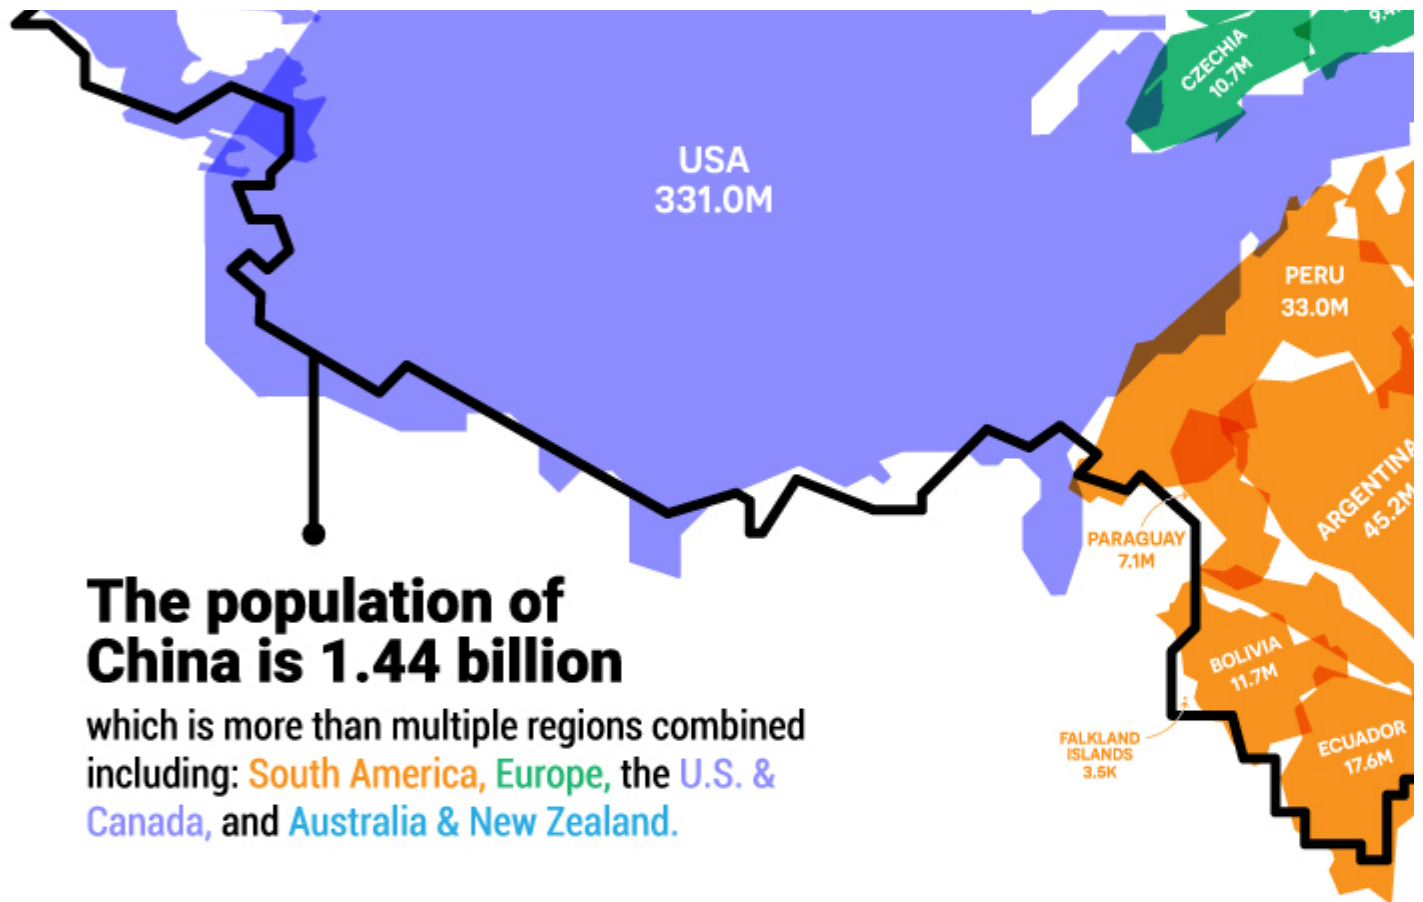 CZECHIA
10.7M
USA
331.0M
PERU
33.0M
ARGENTINA
45.2M
PARAGUAY
7.1M
BOLIVIA
11.7M
FALKLAND
ISLANDS
3.5K
ECUADOR
17.6M
The population of
China is 1.44 billion
which is more than multiple regions combined
including: South America, Europe, the U.S. &
Canada, and Australia & New Zealand.